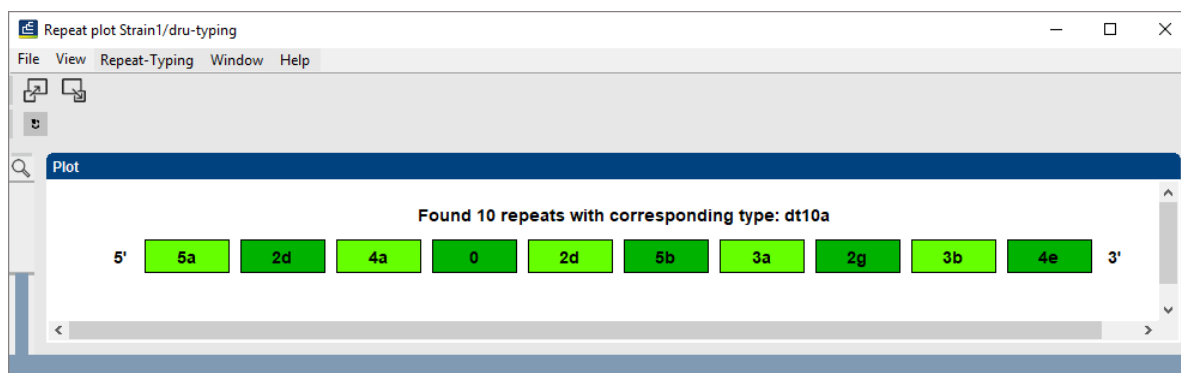 Repeat plot Strain1/dru-typing
File View Repeat-Typing Window Help
Plot
Found 10 repeats with corresponding type: dt10a
5' 5a 2d 4a 0 2d 5b 3a 2g 3b 4e 3'